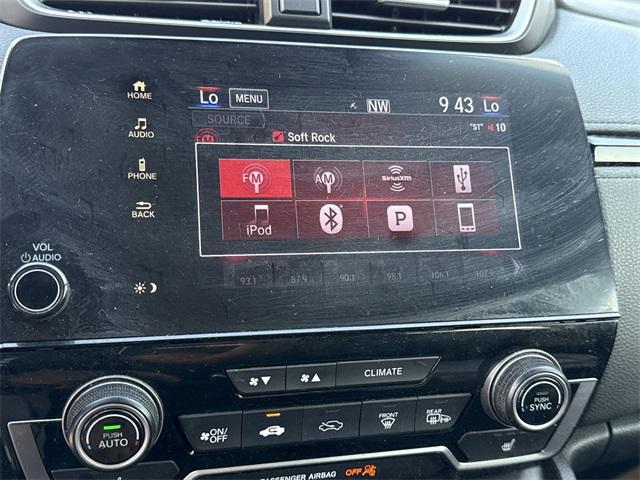 Lo MENU NW 9 43 Lo
SOURCE "ST" 10
FM Soft Rock
HOME
AUDIO
PHONE
BACK
FM AM SiriusXM
iPod P
93.1 87.9 90.1 98.1 106.1 107.9
VOL
AUDIO
CLIMATE
PUSH
AUTO
ON/
OFF
FRONT
REAR
PUSH
SYNC
PASSENGER AIRBAG OFF